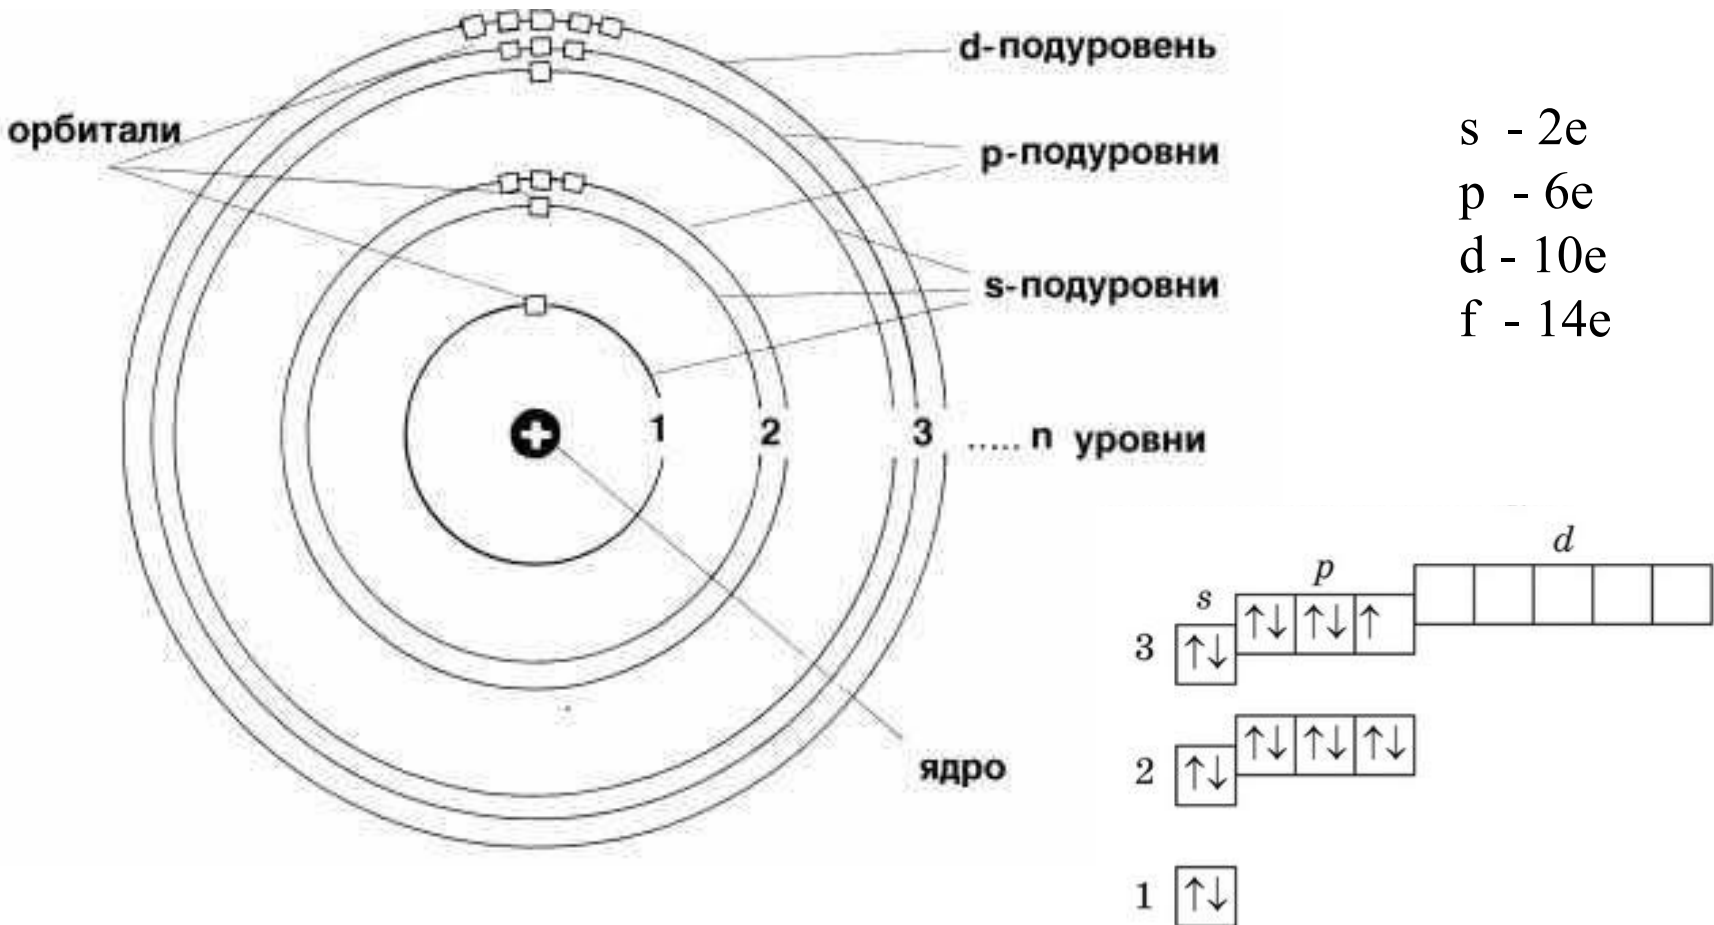 d-подуровень
орбитали
p-подуровни
s-подуровни
1 2 3 ..... n уровни
ядро
s - 2e
p - 6e
d - 10e
f - 14e
d
p
s
3 ↑↓ ↑↓ ↑↓ ↑
2 ↑↓ ↑↓ ↑↓ ↑↓
1 ↑↓